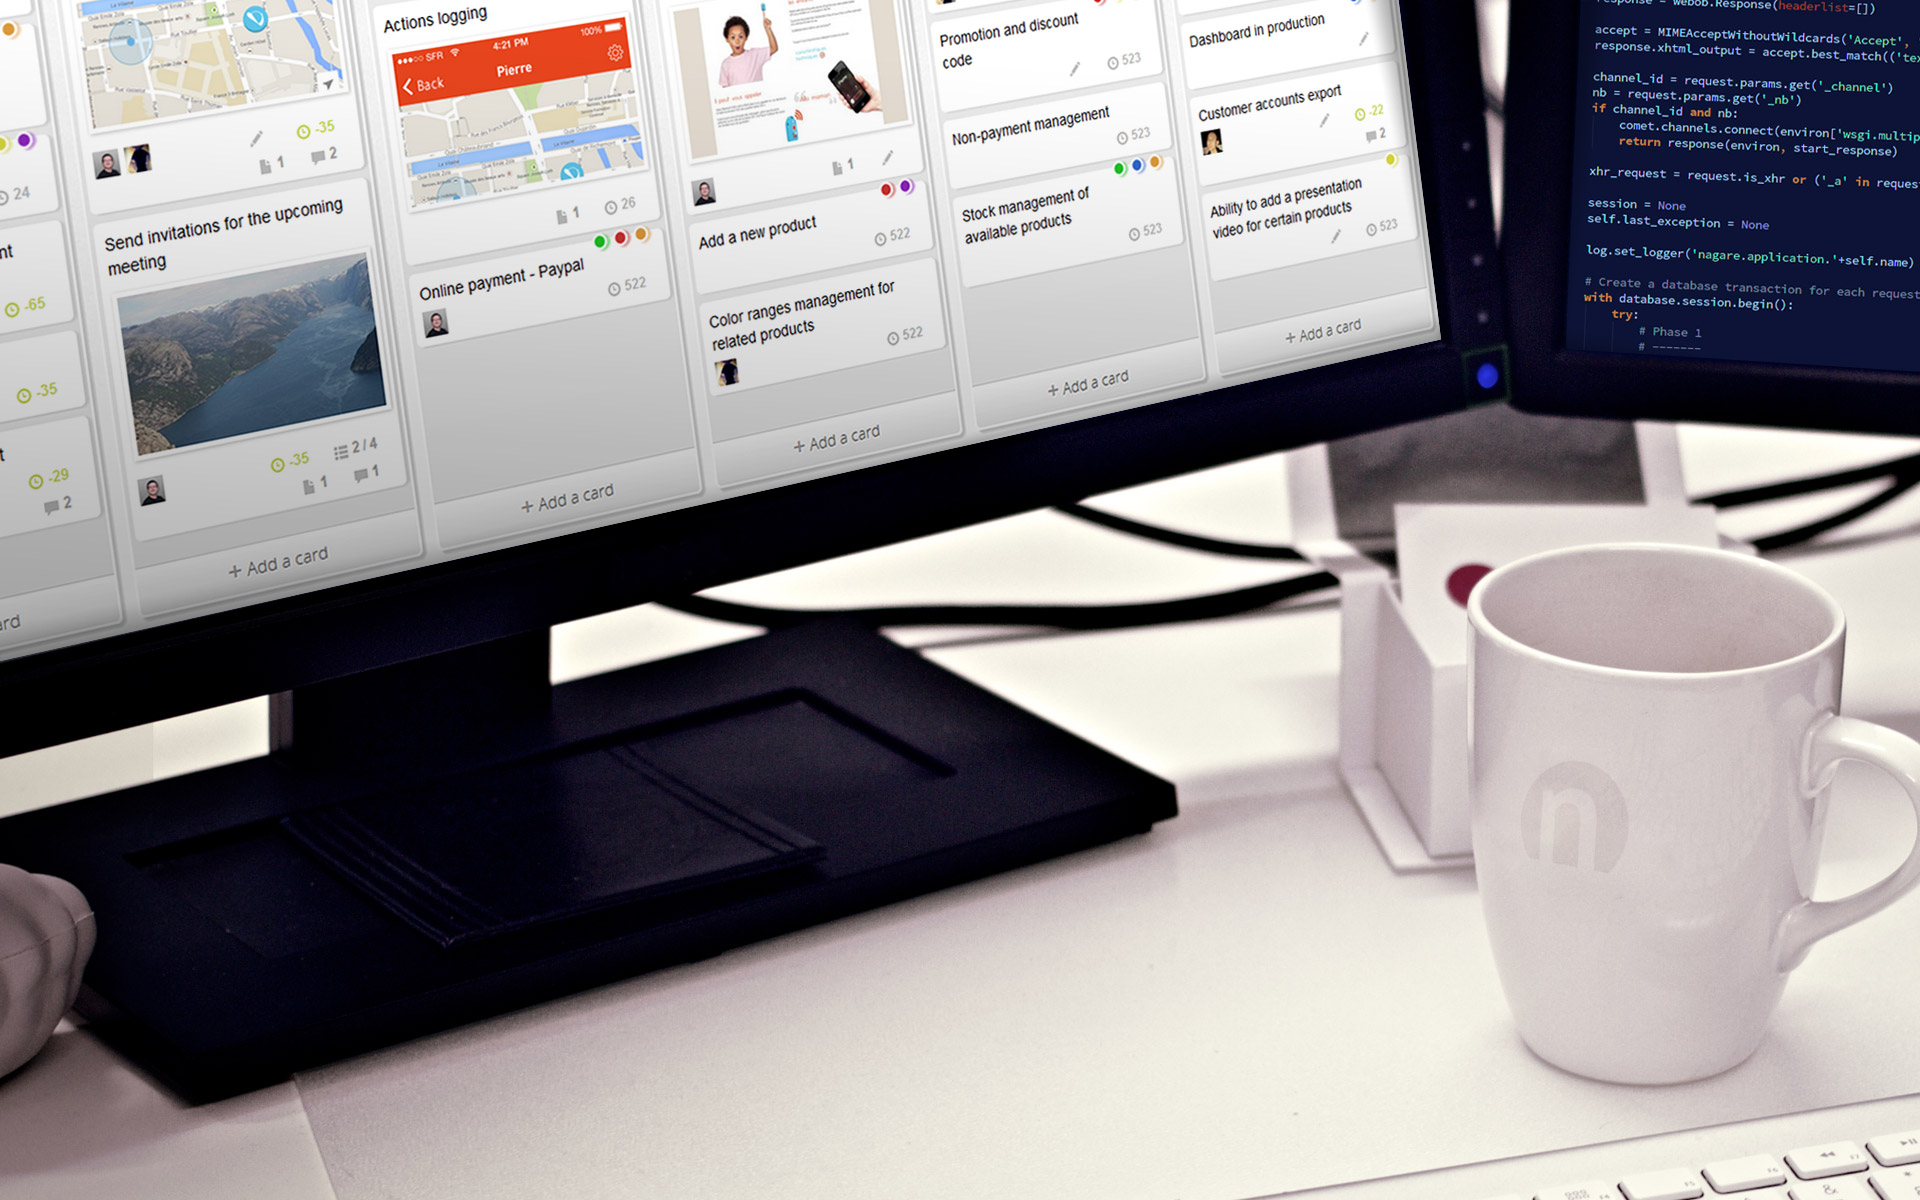 -35
1
2
Send invitations for the upcoming
meeting
-35
2 / 4
1
1
+ Add a card
24
-65
-35
-29
2
Actions logging
SFR
4:21 PM
100%
Back
Pierre
La Vilaine
1
26
Online payment - Paypal
522
+ Add a card
1
Add a new product
522
Color ranges management for
related products
522
+ Add a card
Promotion and discount
code
523
Non-payment management
523
Stock management of
available products
523
+ Add a card
Dashboard in production
Customer accounts export
-22
2
Ability to add a presentation
video for certain products
523
+ Add a card
response = webob.Response(headerlist=[])
accept = MIMEAcceptWithoutWildcards('Accept',
response.xhtml_output = accept.best_match(('tex
channel_id = request.params.get('_channel')
nb = request.params.get('_nb')
if channel_id and nb:
comet.channels.connect(environ['wsgi.multip
return response(environ, start_response)
xhr_request = request.is_xhr or ('_a' in request
session = None
self.last_exception = None
log.set_logger('nagare.application.'+self.name)
# Create a database transaction for each request
with database.session.begin():
try:
# Phase 1
# -------
n